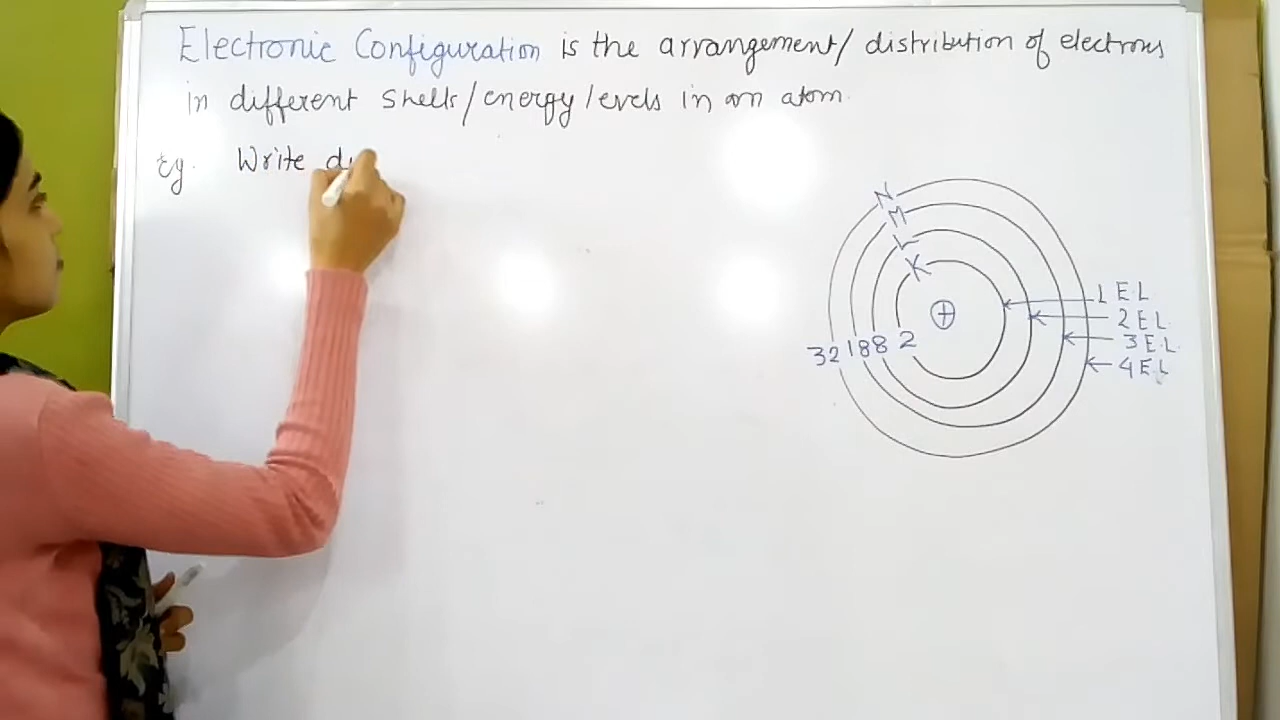 Electronic Configuration is the arrangement/ distribution of electrons
in different shells/energy/levels in an atom.
Eg. Write d
N
M
L
K
+
32 18 8 2
1 E.L
2 E.L
3 E.L
4 E.L